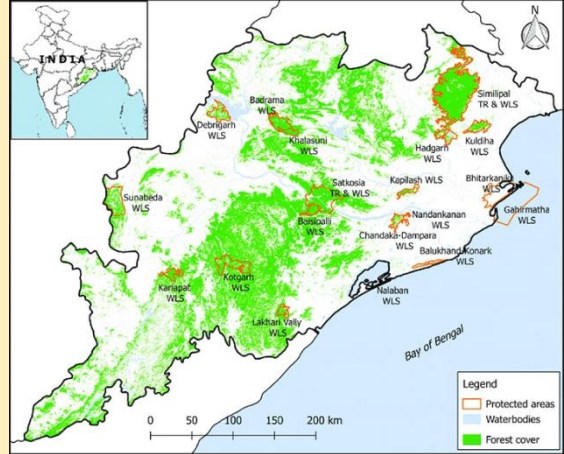 INDIA
N
Similipal
TR & WLS
Badrama
WLS
Debrigarh
WLS
Khalasuni
WLS
Hadgarh
WLS
Kuldiha
WLS
Sunabeda
WLS
Satkosia
TR & WLS
Kapilash WLS
Bhitarkanika
WLS
Gahirmatha
WLS
Baisipalli
WLS
Nandankanan
WLS
Chandaka-Dampara
WLS
Balukhand Konark
WLS
Karlapat
WLS
Kotgarh
WLS
Nalaban
WLS
Lakhari Vally
WLS
Bay of Bengal
Legend
Protected areas
Waterbodies
Forest cover
0 50 100 150 200 km